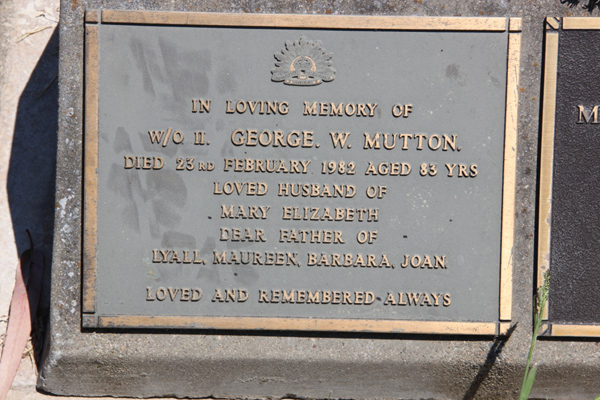 IN LOVING MEMORY OF
W/O. II. GEORGE. W. MUTTON.
DIED 23RD FEBRUARY 1982 AGED 83 YRS
LOVED HUSBAND OF
MARY ELIZABETH
DEAR FATHER OF
LYALL, MAUREEN, BARBARA, JOAN.
LOVED AND REMEMBERED ALWAYS
M